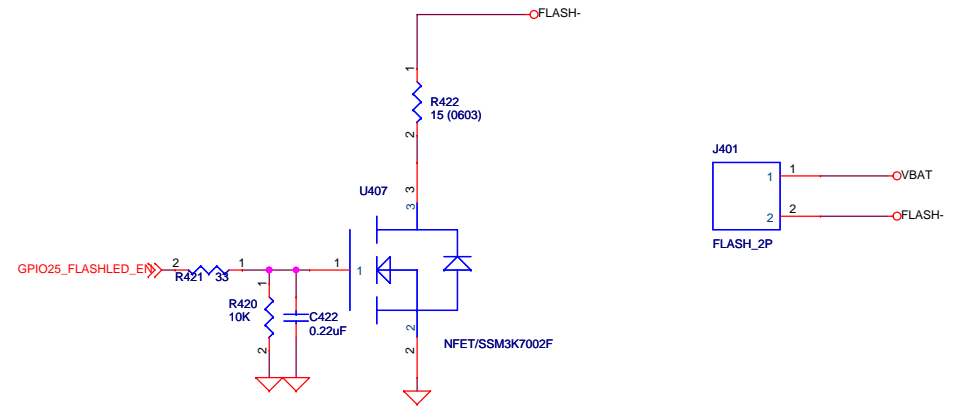 FLASH-
1
R422
15 (0603)
2
J401
1
1
VBAT
2
2
FLASH-
FLASH_2P
U407
3
3
GPIO25_FLASHLED_EN
2
R421 33
1
1
1
1
R420
10K
2
C422
0.22uF
2
2
NFET/SSM3K7002F